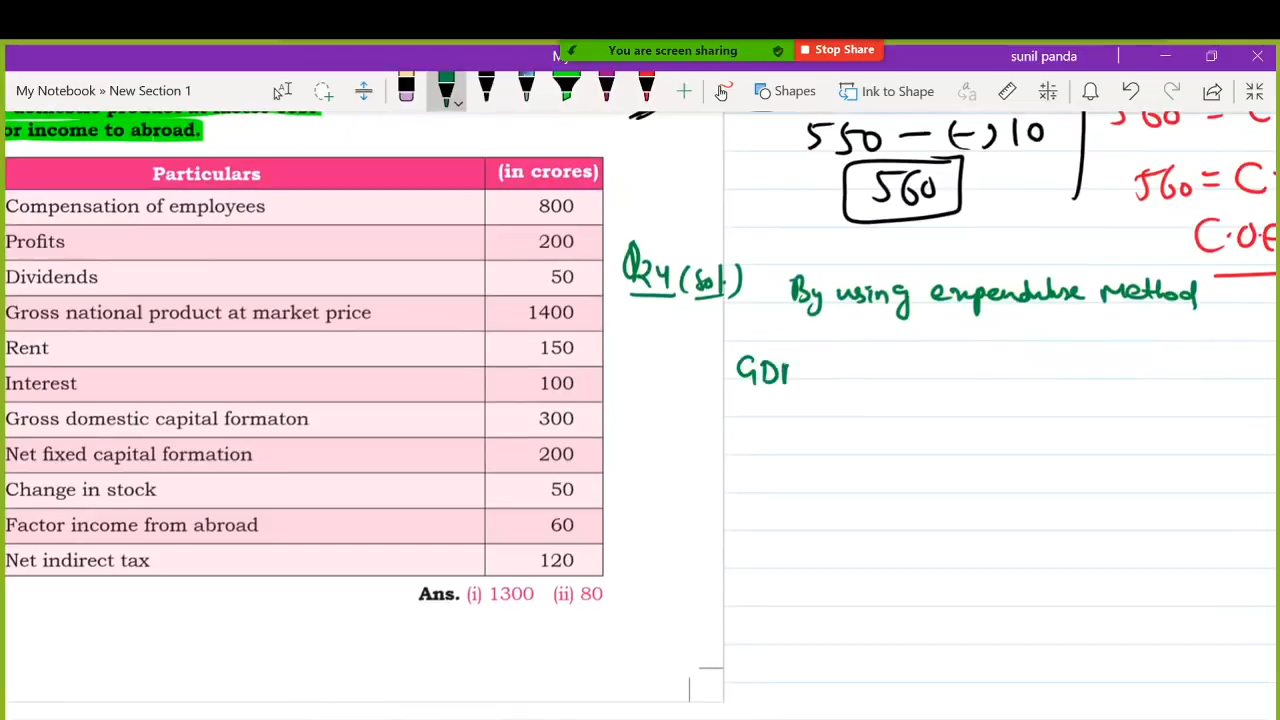 You are screen sharing
Stop Share
My
sunil panda
My Notebook » New Section 1
Shapes
Ink to Shape
or income to abroad.
Particulars (in crores)
Compensation of employees 800
Profits 200
Dividends 50
Gross national product at market price 1400
Rent 150
Interest 100
Gross domestic capital formaton 300
Net fixed capital formation 200
Change in stock 50
Factor income from abroad 60
Net indirect tax 120
Ans. (i) 1300 (ii) 80
550 - (-) 10
560
560 = C
C.O.E
Q24 (Sol.) By using expenditure method
GDP